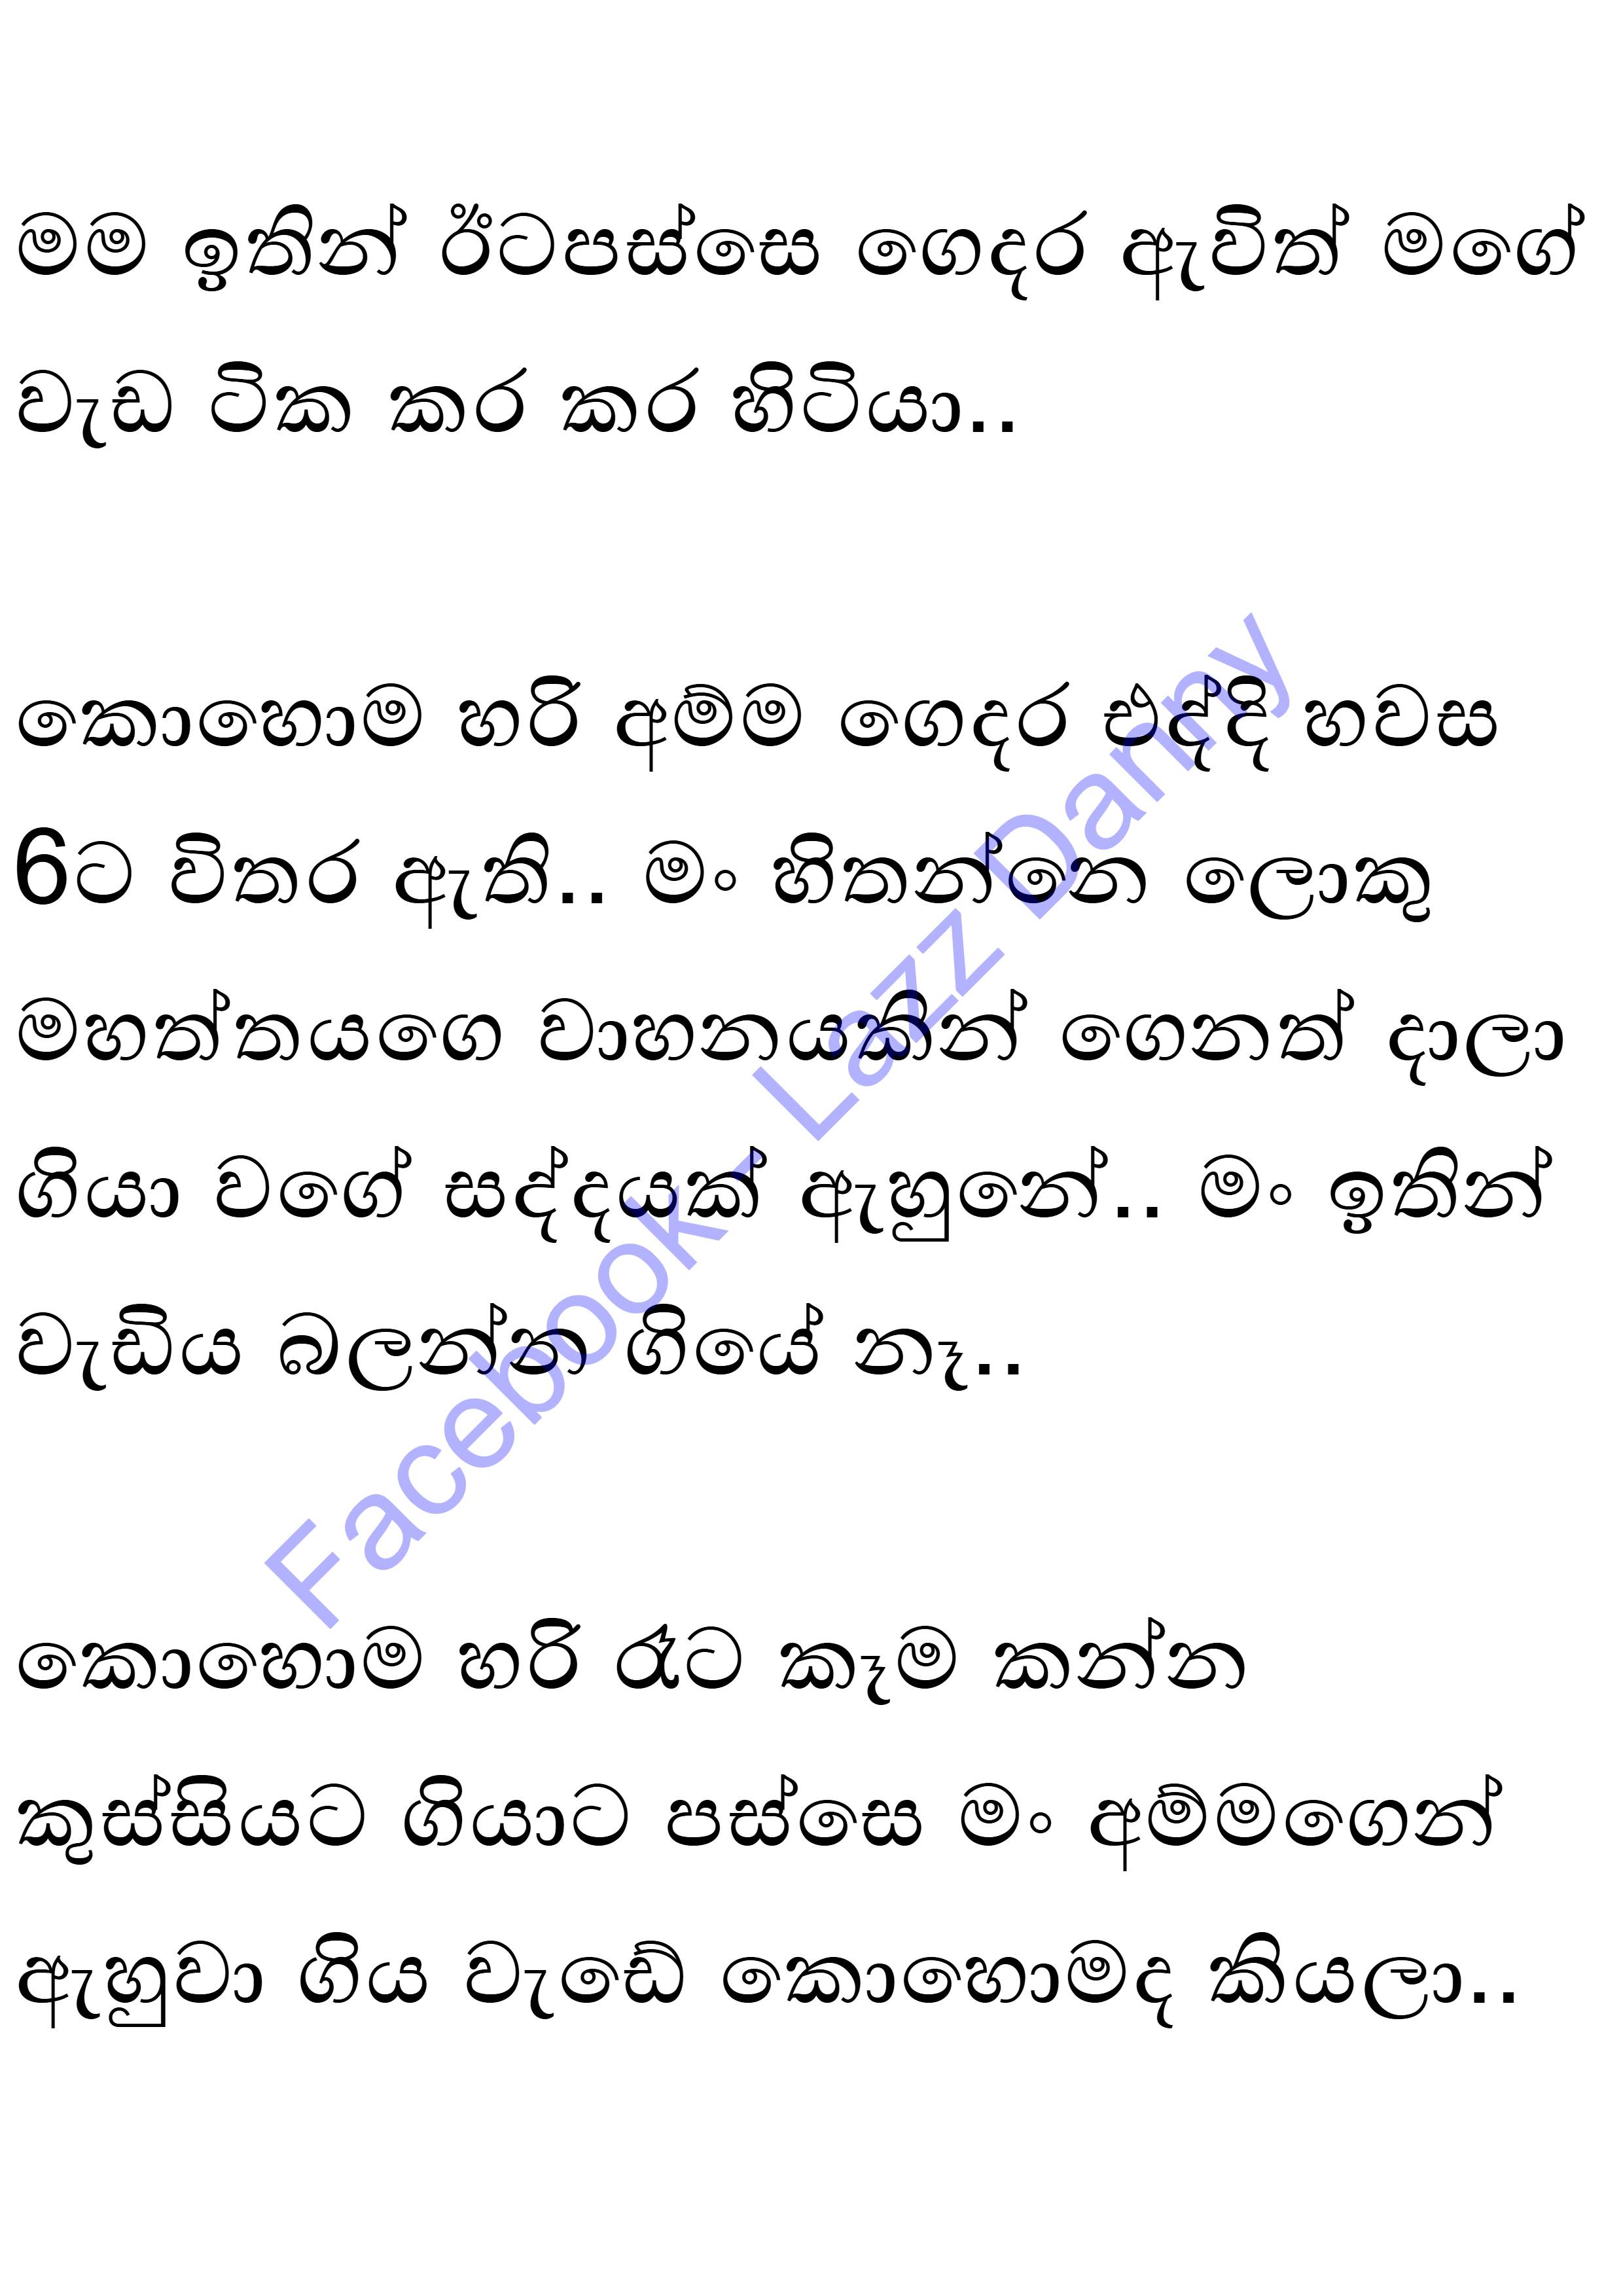 මම ඉතින් ඊටපස්සෙ ගෙදර ඇවිත් මගේ
වැඩ ටික කර කර හිටියා..
කොහොම හරි අම්ම ගෙදර එද්දි හවස
6ට විතර ඇති.. මං හිතන්නෙ ලොකු
මහත්තයගෙ වාහනයකින් ගෙනත් දාලා
ගියා වගේ සද්දයක් ඇහුනේ.. මං ඉතින්
වැඩිය බලන්න ගියේ නෑ..
කොහොම හරි රෑට කෑම කන්න
කුස්සියට ගියාට පස්සෙ මං අම්මගෙන්
ඇහුවා ගිය වැඩේ කොහොමද කියලා..
Facebook - Lazz Danny